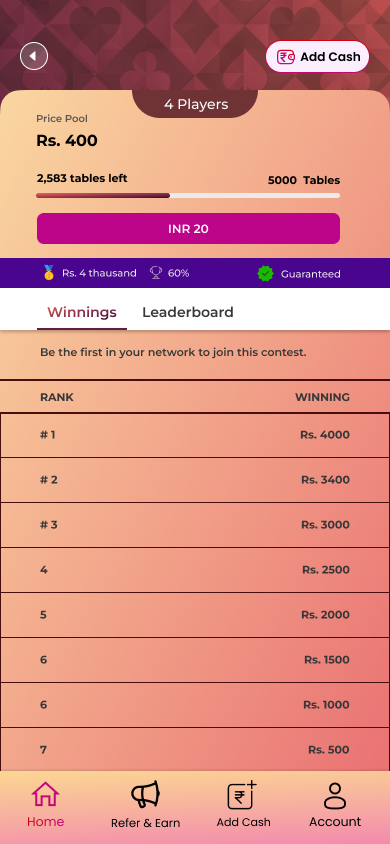 Add Cash
4 Players
Price Pool
Rs. 400
2,583 tables left
5000 Tables
INR 20
Rs. 4 thausand
60%
Guaranteed
Winnings
Leaderboard
Be the first in your network to join this contest.
RANK WINNING
# 1 Rs. 4000
# 2 Rs. 3400
# 3 Rs. 3000
4 Rs. 2500
5 Rs. 2000
6 Rs. 1500
6 Rs. 1000
7 Rs. 500
Home
Refer & Earn
Add Cash
Account